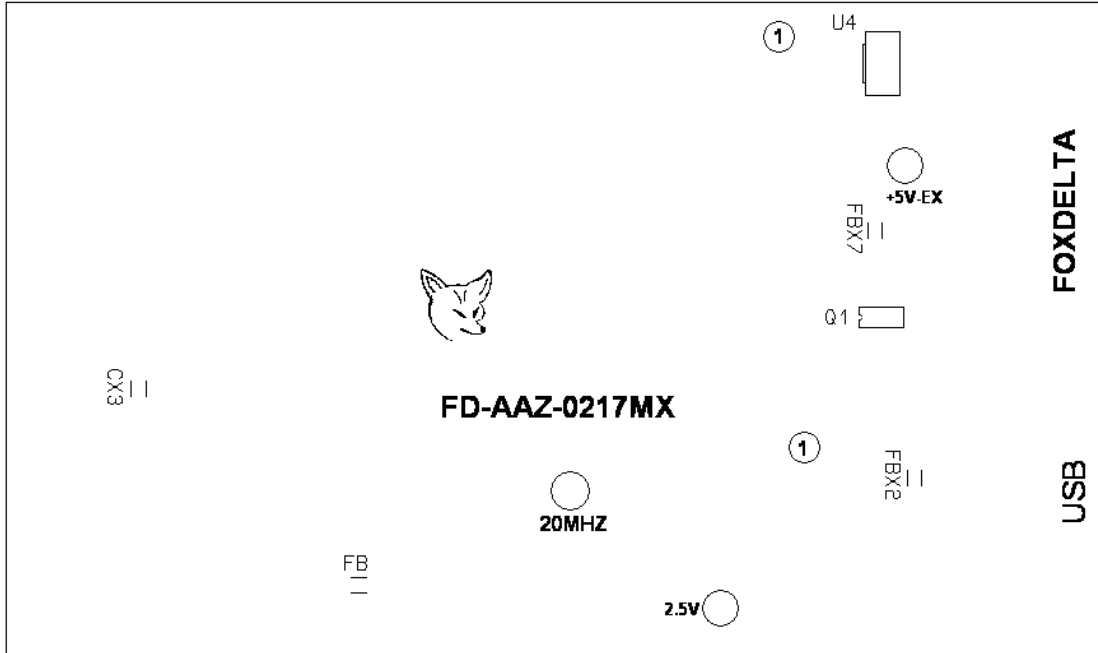 U4
1
+5V-EX
FBX7
FOXDELTA
Q1
CX3
FD-AAZ-0217MX
1
FBX2
USB
20MHZ
FB
2.5V